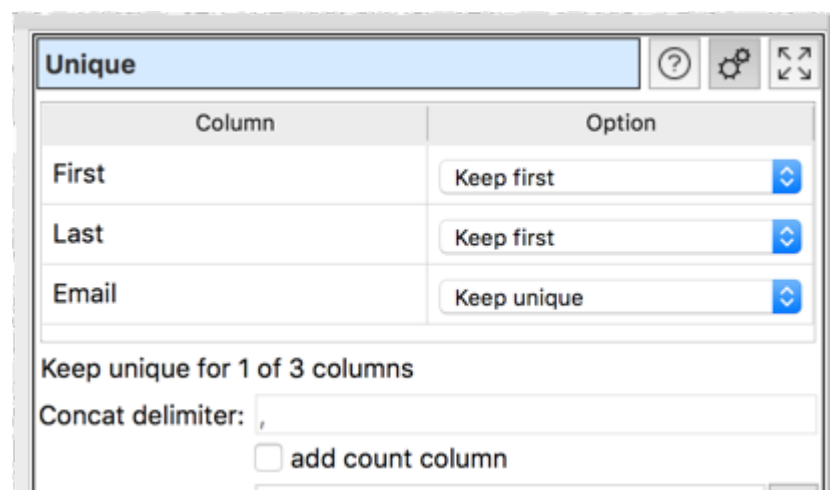 Unique
Column Option
First Keep first
Last Keep first
Email Keep unique
Keep unique for 1 of 3 columns
Concat delimiter: ,
add count column